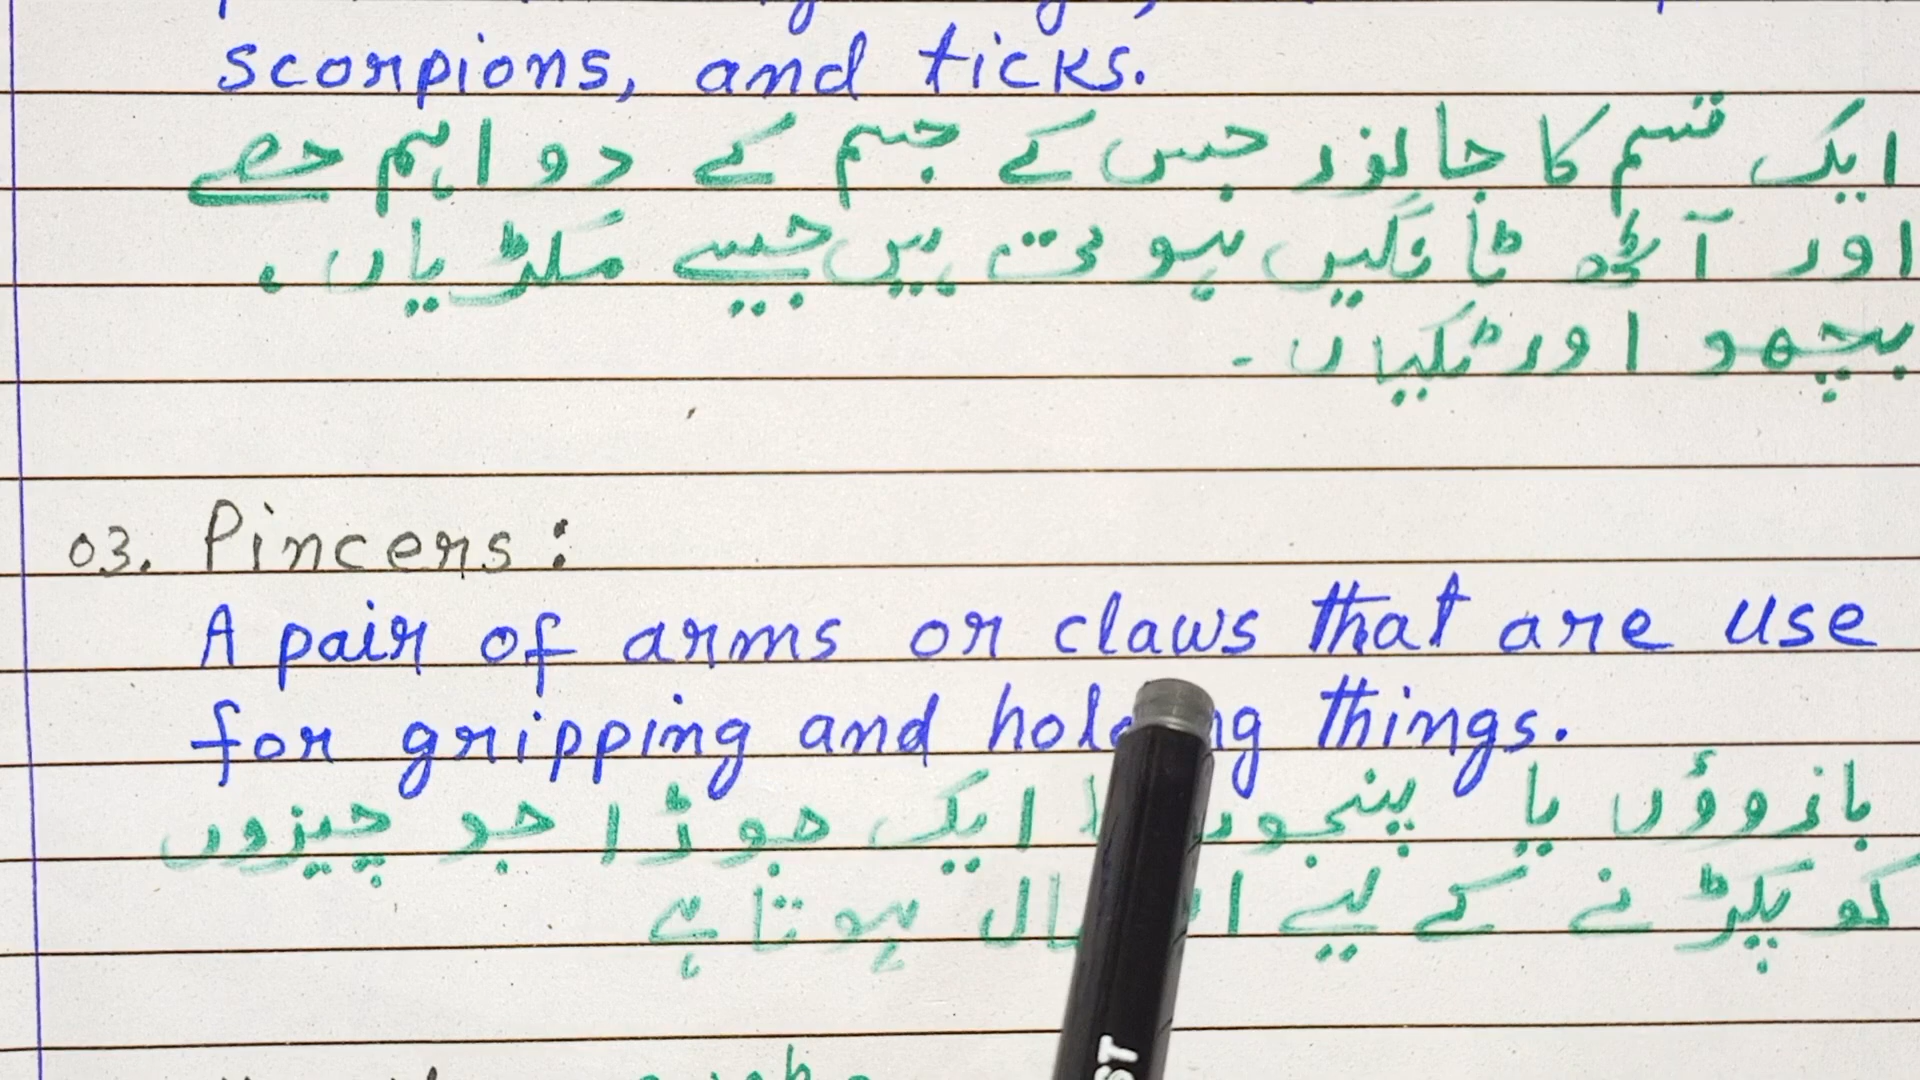 scorpions, and ticks.
ایک قسم کا جانور جس کے جسم کے دو اہم حصے
اور آٹھ ٹانگیں ہوتی ہیں جیسے مکڑیاں،
بچھو اور ٹکیاں۔
03. Pincers:
A pair of arms or claws that are use
for gripping and things.
بازوؤں یا پنجوں ایک جوڑا جو چیزوں
کو پکڑنے کے لیے ہوتا ہے
ST